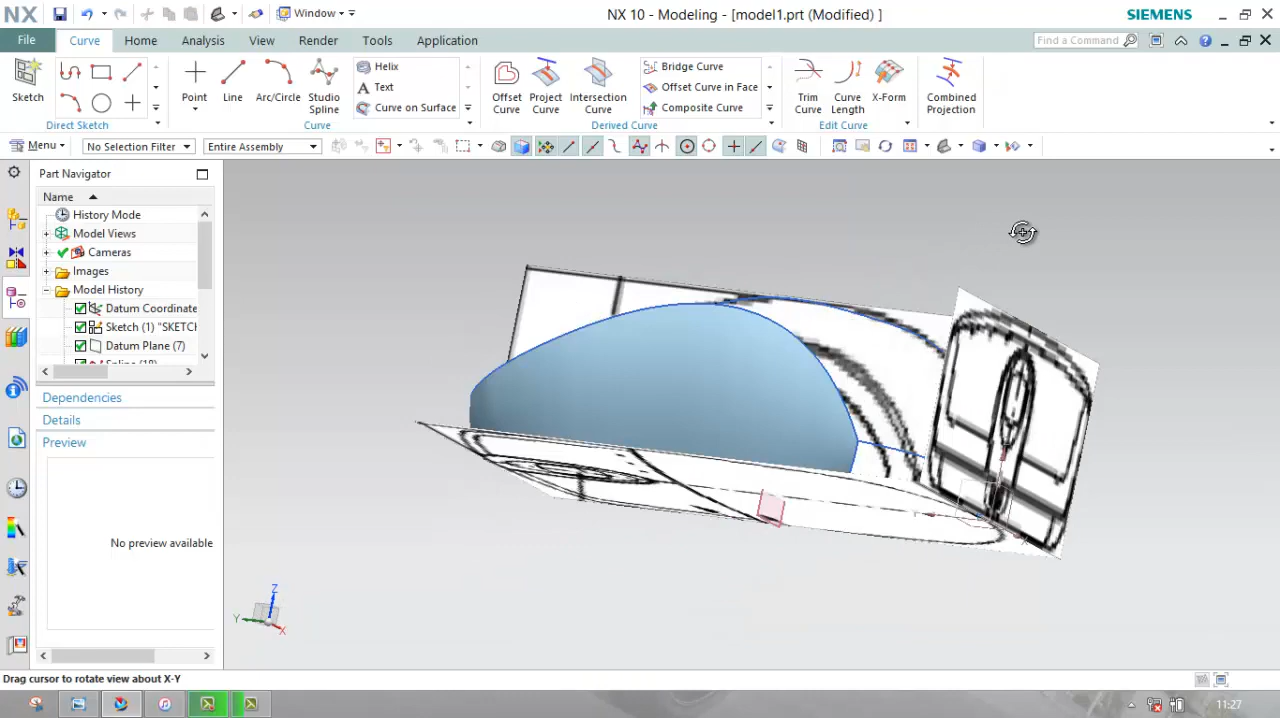 NX
Window
NX 10 - Modeling - [model1.prt (Modified) ]
SIEMENS
File
Curve
Home
Analysis
View
Render
Tools
Application
Find a Command
Sketch
Direct Sketch
Point
Line
Arc/Circle
Studio Spline
Helix
Text
Curve on Surface
Curve
Offset Curve
Project Curve
Intersection Curve
Bridge Curve
Offset Curve in Face
Composite Curve
Derived Curve
Trim Curve
Curve Length
X-Form
Edit Curve
Combined Projection
Menu
No Selection Filter
Entire Assembly
Part Navigator
Name
History Mode
Model Views
Cameras
Images
Model History
Datum Coordinate
Sketch (1) "SKETCH
Datum Plane (7)
Dependencies
Details
Preview
No preview available
Z
Y
X
Drag cursor to rotate view about X-Y
11:27